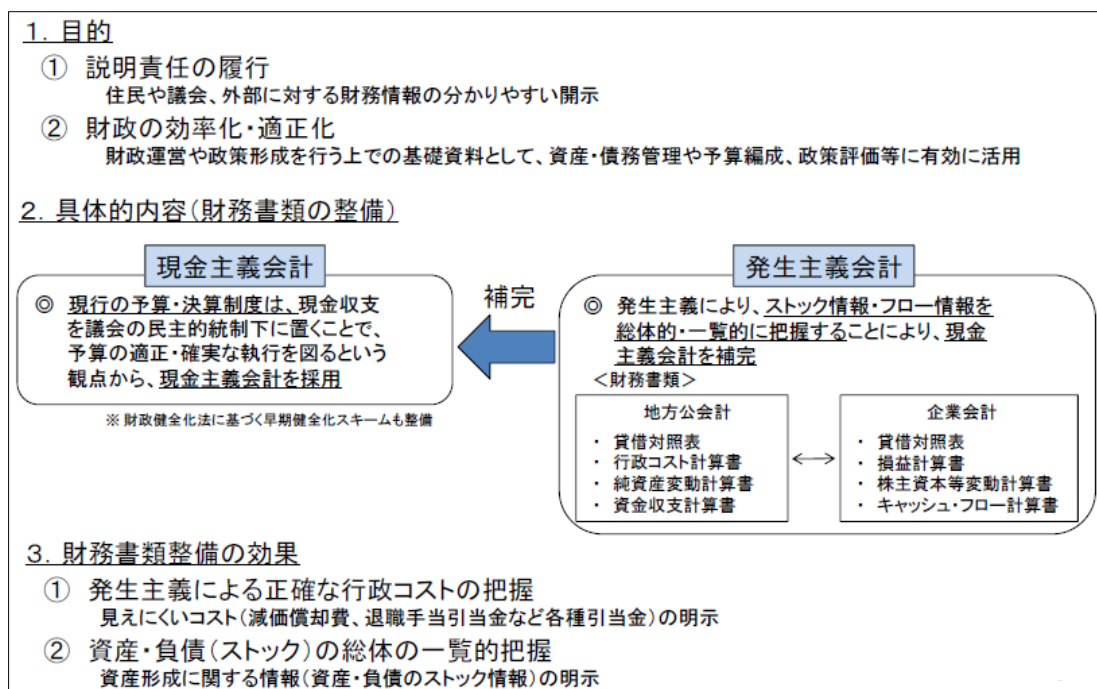 1．目的
① 説明責任の履行
住民や議会、外部に対する財務情報の分かりやすい開示
② 財政の効率化・適正化
財政運営や政策形成を行う上での基礎資料として、資産・債務管理や予算編成、政策評価等に有効に活用
2．具体的内容（財務書類の整備）
現金主義会計
◎ 現行の予算・決算制度は、現金収支
を議会の民主的統制下に置くことで、
予算の適正・確実な執行を図るという
観点から、現金主義会計を採用
※ 財政健全化法に基づく早期健全化スキームも整備
補完
発生主義会計
◎ 発生主義により、ストック情報・フロー情報を
総体的・一覧的に把握することにより、現金
主義会計を補完
＜財務書類＞
地方公会計
・ 貸借対照表
・ 行政コスト計算書
・ 純資産変動計算書
・ 資金収支計算書
企業会計
・ 貸借対照表
・ 損益計算書
・ 株主資本等変動計算書
・ キャッシュ・フロー計算書
3．財務書類整備の効果
① 発生主義による正確な行政コストの把握
見えにくいコスト（減価償却費、退職手当引当金など各種引当金）の明示
② 資産・負債（ストック）の総体の一覧的把握
資産形成に関する情報（資産・負債のストック情報）の明示